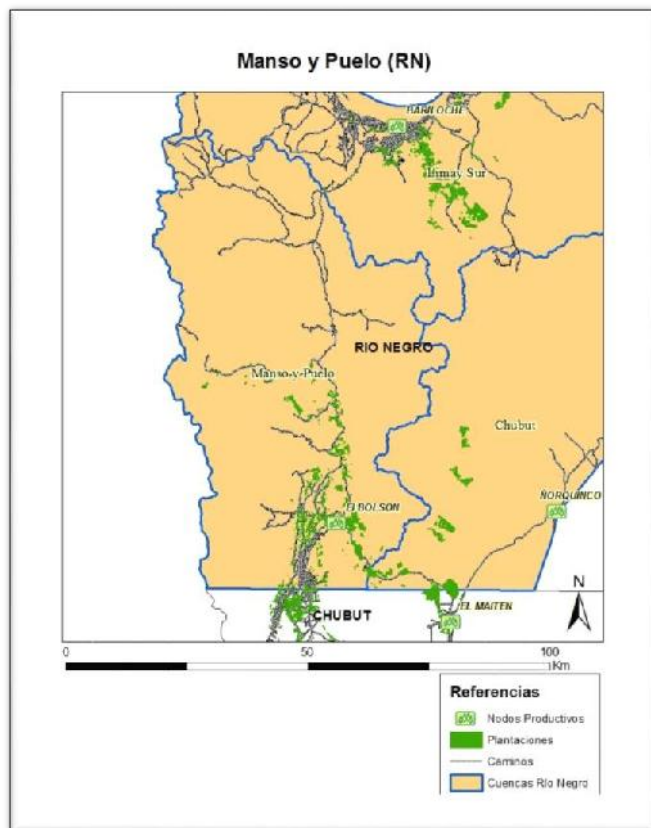 Manso y Puelo (RN)
BARILOCHE
Limay Sur
RIO NEGRO
Manso-y-Puelo
Chubut
ÑORQUINCO
El BOLSON
N
EL MAITEN
CHUBUT
0
50
100
Km
Referencias
Nodos Productivos
Plantaciones
Caminos
Cuencas Río Negro